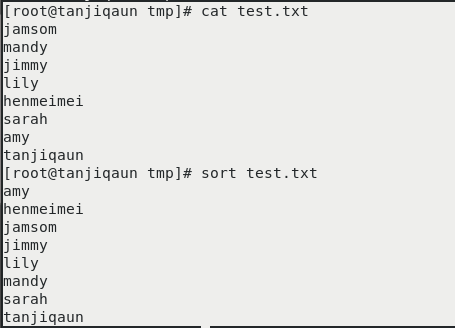 [root@tanjiqaun tmp]# cat test.txt
jamsom
mandy
jimmy
lily
henmeimei
sarah
amy
tanjiqaun
[root@tanjiqaun tmp]# sort test.txt
amy
henmeimei
jamsom
jimmy
lily
mandy
sarah
tanjiqaun